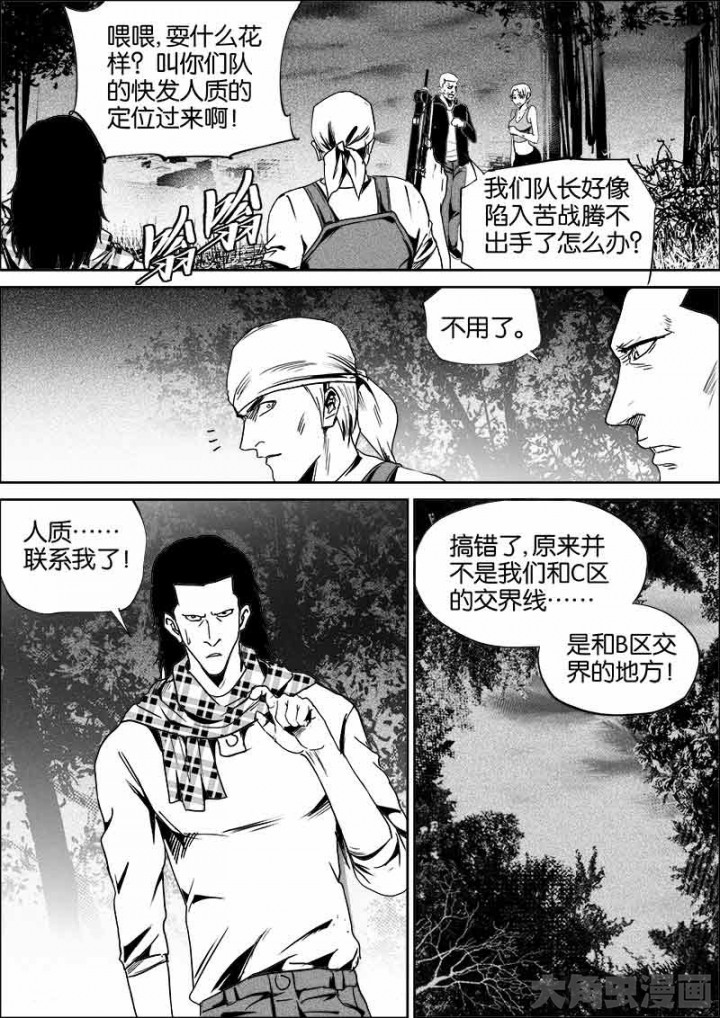 喂喂，耍什么花
样？叫你们队
的快发人质的
定位过来啊！
嗡
嗡
我们队长好像
陷入苦战腾不
出手了怎么办？
不用了。
人质……
联系我了！
搞错了，原来并
不是我们和C区
的交界线……
是和B区交
界的地方！
大角虫漫画